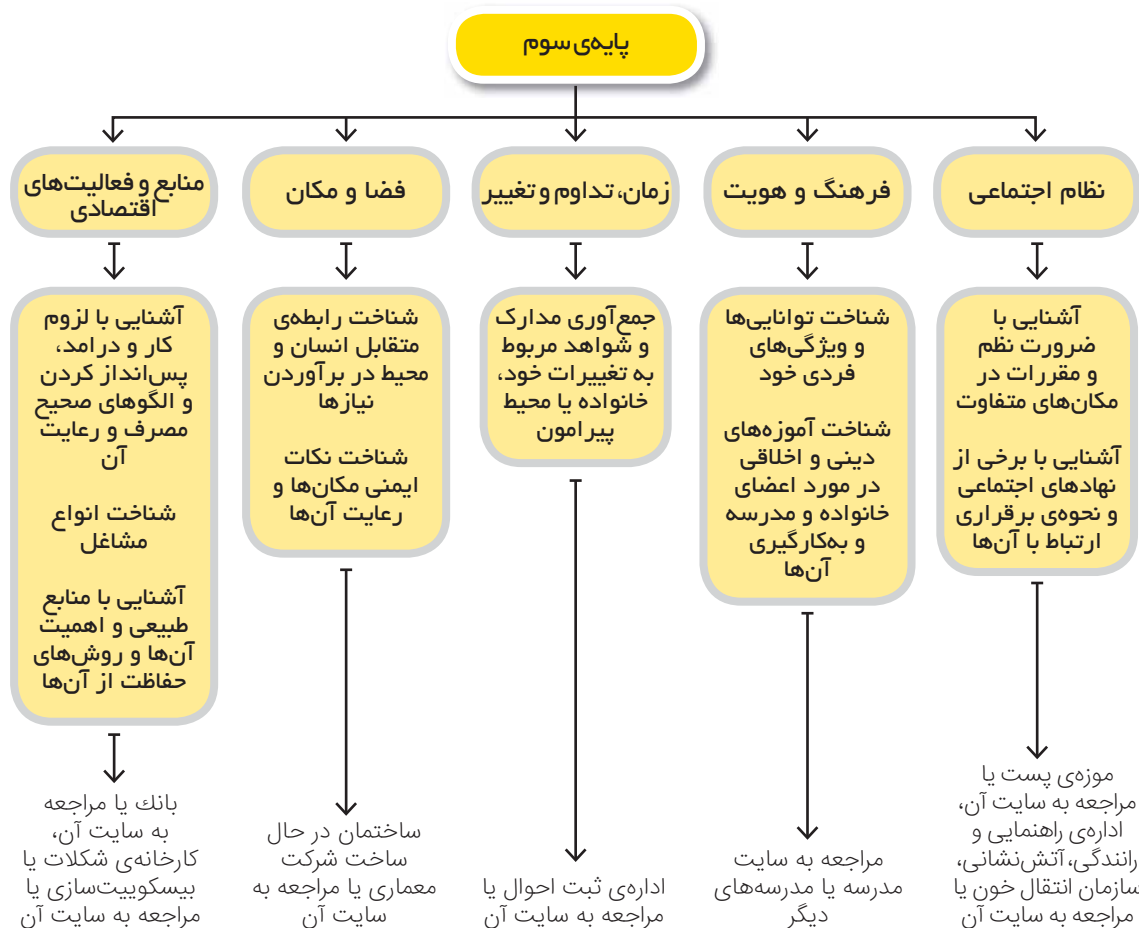 پایه‌ی سوم
نظام اجتماعی
فرهنگ و هویت
زمان، تداوم و تغییر
فضا و مکان
منابع و فعالیت‌های
اقتصادی
آشنایی با
ضرورت نظم
و مقررات در
مکان‌های متفاوت
آشنایی با برخی از
نهادهای اجتماعی
و نحوه‌ی برقراری
ارتباط با آن‌ها
شناخت توانایی‌ها
و ویژگی‌های
فردی خود
شناخت آموزه‌های
دینی و اخلاقی
در مورد اعضای
خانواده و مدرسه
و به‌کارگیری
آن‌ها
جمع‌آوری مدارک
و شواهد مربوط
به تغییرات خود،
خانواده یا محیط
پیرامون
شناخت رابطه‌ی
متقابل انسان و
محیط در برآوردن
نیازها
شناخت نکات
ایمنی مکان‌ها و
رعایت آن‌ها
آشنایی با لزوم
کار و درامد،
پس‌انداز کردن
و الگوهای صحیح
مصرف و رعایت
آن
شناخت انواع
مشاغل
آشنایی با منابع
طبیعی و اهمیت
آن‌ها و روش‌های
حفاظت از آن‌ها
موزه‌ی پست یا
مراجعه به سایت آن،
اداره‌ی راهنمایی و
رانندگی، آتش‌نشانی،
سازمان انتقال خون یا
مراجعه به سایت آن
مراجعه به سایت
مدرسه یا مدرسه‌های
دیگر
اداره‌ی ثبت احوال یا
مراجعه به سایت آن
ساختمان در حال
ساخت شرکت
معماری یا مراجعه به
سایت آن
بانك یا مراجعه
به سایت آن،
کارخانه‌ی شکلات یا
بیسکوییت‌سازی یا
مراجعه به سایت آن